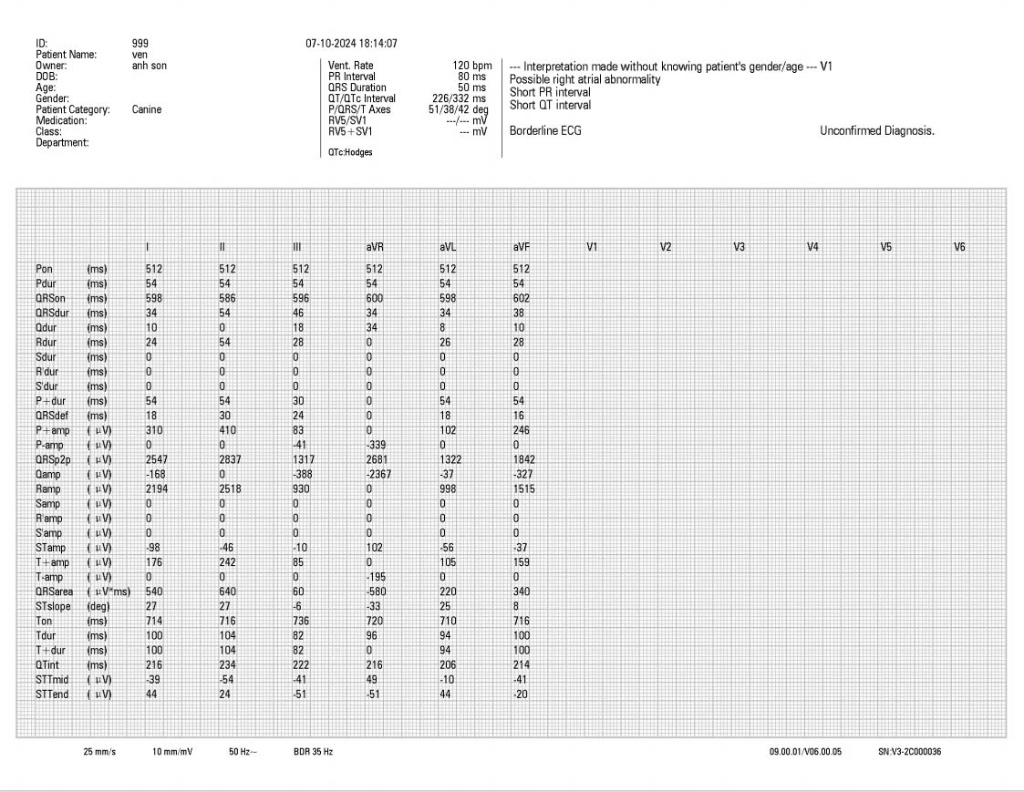 ID: 999 07-10-2024 18:14:07
Patient Name: ven
Owner: anh son Vent. Rate 120 bpm --- Interpretation made without knowing patient's gender/age --- V1
DOB: PR Interval 80 ms Possible right atrial abnormality
Age: QRS Duration 50 ms Short PR interval
Gender: QT/QTc Interval 226/332 ms Short QT interval
Patient Category: Canine P/QRS/T Axes 51/38/42 deg
Medication: RV5/SV1 ---/--- mV
Class: RV5+SV1 --- mV Borderline ECG Unconfirmed Diagnosis.
Department:
QTc:Hodges
I II III aVR aVL aVF V1 V2 V3 V4 V5 V6
Pon (ms) 512 512 512 512 512 512
Pdur (ms) 54 54 54 54 54 54
QRSon (ms) 598 586 596 600 598 602
QRSdur (ms) 34 54 46 34 34 38
Qdur (ms) 10 0 18 34 8 10
Rdur (ms) 24 54 28 0 26 28
Sdur (ms) 0 0 0 0 0 0
R'dur (ms) 0 0 0 0 0 0
S'dur (ms) 0 0 0 0 0 0
P+dur (ms) 54 54 30 0 54 54
QRSdef (ms) 18 30 24 0 18 16
P+amp (µV) 310 410 83 0 102 246
P-amp (µV) 0 0 -41 -339 0 0
QRSp2p (µV) 2547 2837 1317 2681 1322 1842
Qamp (µV) -168 0 -388 -2367 -37 -327
Ramp (µV) 2194 2518 930 0 998 1515
Samp (µV) 0 0 0 0 0 0
R'amp (µV) 0 0 0 0 0 0
S'amp (µV) 0 0 0 0 0 0
STamp (µV) -98 -46 -10 102 -56 -37
T+amp (µV) 176 242 85 0 105 159
T-amp (µV) 0 0 0 -195 0 0
QRSarea (µV*ms) 540 640 60 -580 220 340
STslope (deg) 27 27 -6 -33 25 8
Ton (ms) 714 716 736 720 710 716
Tdur (ms) 100 104 82 96 94 100
T+dur (ms) 100 104 82 0 94 100
QTint (ms) 216 234 222 216 206 214
STTmid (µV) -39 -54 -41 49 -10 -41
STTend (µV) 44 24 -51 -51 44 -20
25 mm/s 10 mm/mV 50 Hz~ BDR 35 Hz 09.00.01/V06.00.05 SN:V3-2C000036